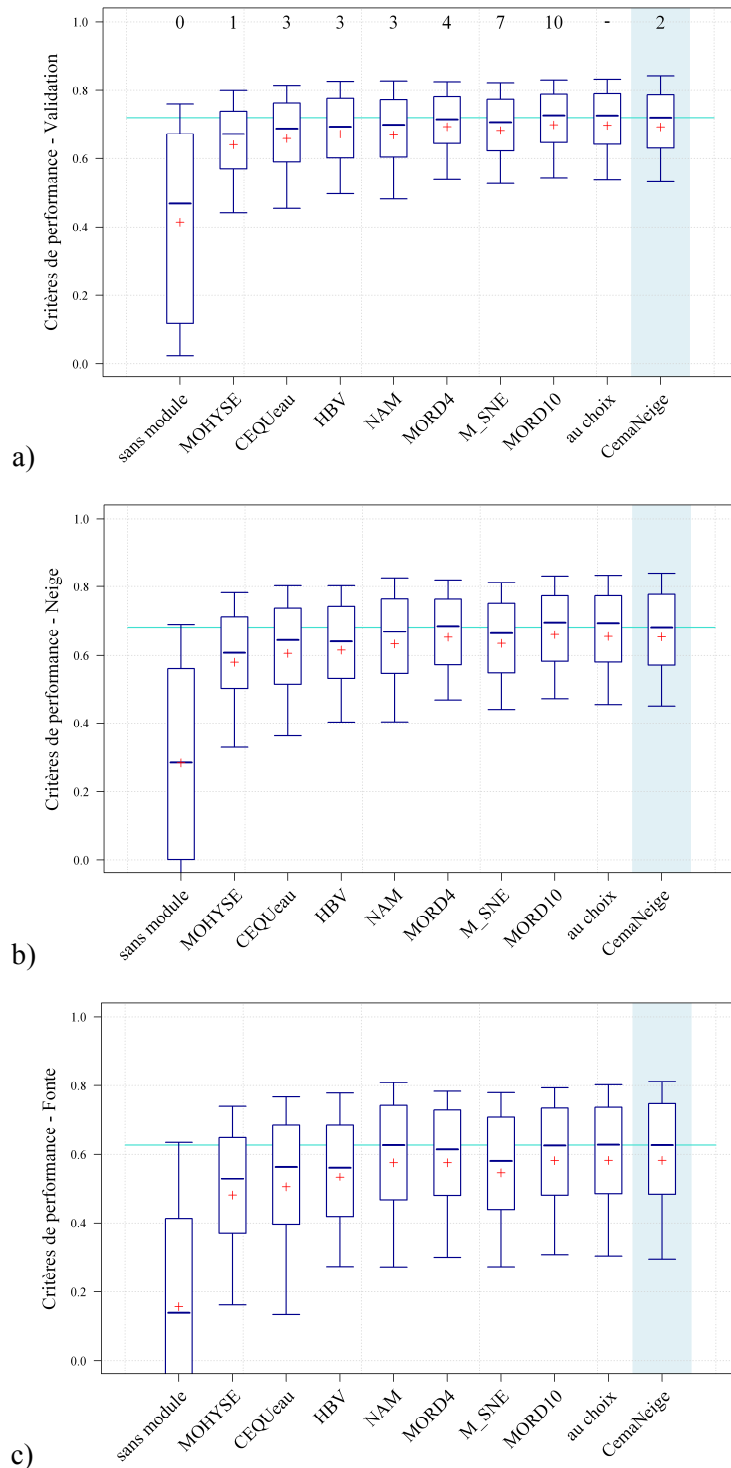 0 1 3 3 3 4 7 10 - 2
1.0
0.8
0.6
0.4
0.2
0.0
Critères de performance - Validation
sans module
MOHYSE
CEQUeau
HBV
NAM
MORD4
M_SNE
MORD10
au choix
CemaNeige
a)
1.0
0.8
0.6
0.4
0.2
0.0
Critères de performance - Neige
sans module
MOHYSE
CEQUeau
HBV
NAM
MORD4
M_SNE
MORD10
au choix
CemaNeige
b)
1.0
0.8
0.6
0.4
0.2
0.0
Critères de performance - Fonte
sans module
MOHYSE
CEQUeau
HBV
NAM
MORD4
M_SNE
MORD10
au choix
CemaNeige
c)